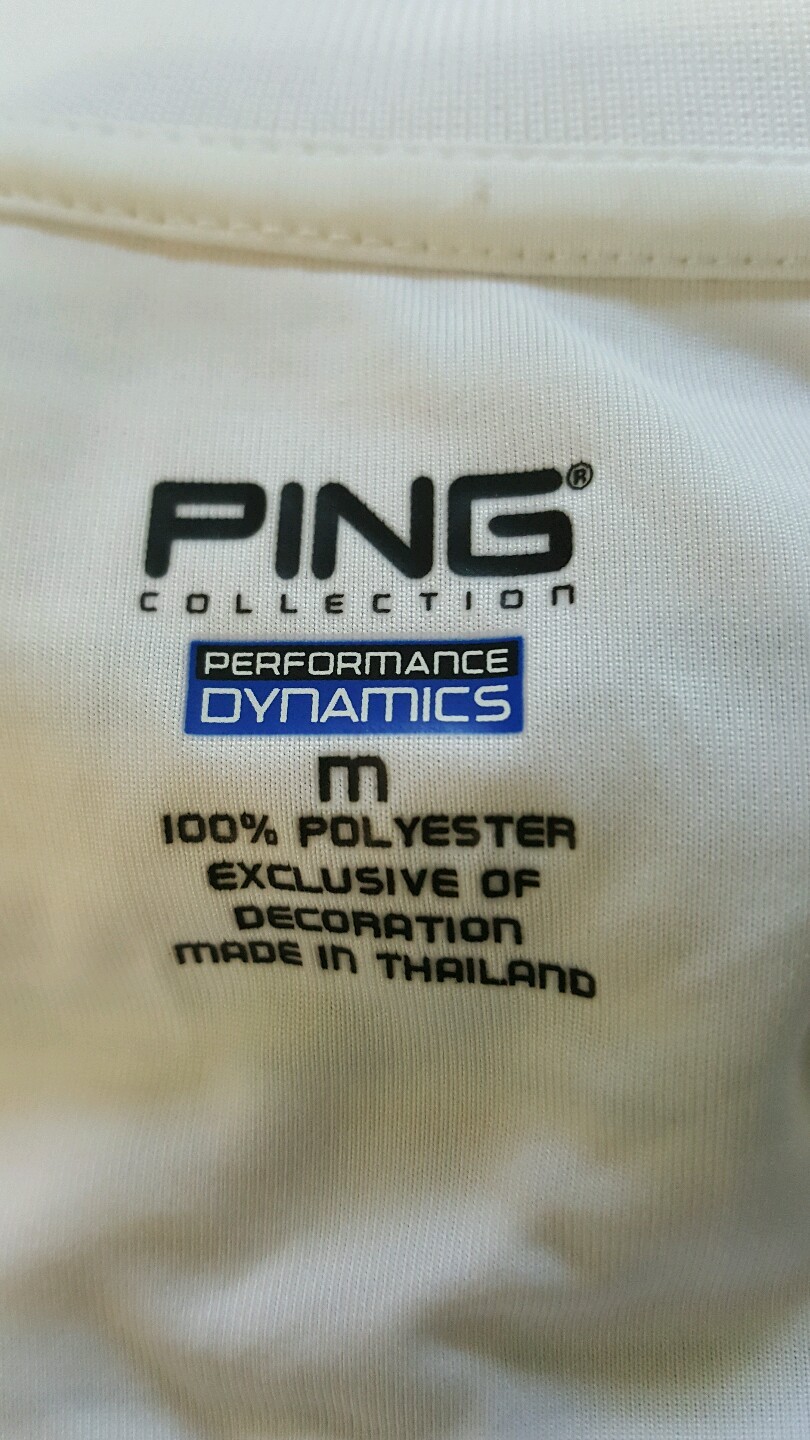 PING®
COLLECTION
PERFORMANCE
DYNAMICS
M
100% POLYESTER
EXCLUSIVE OF
DECORATION
MADE IN THAILAND